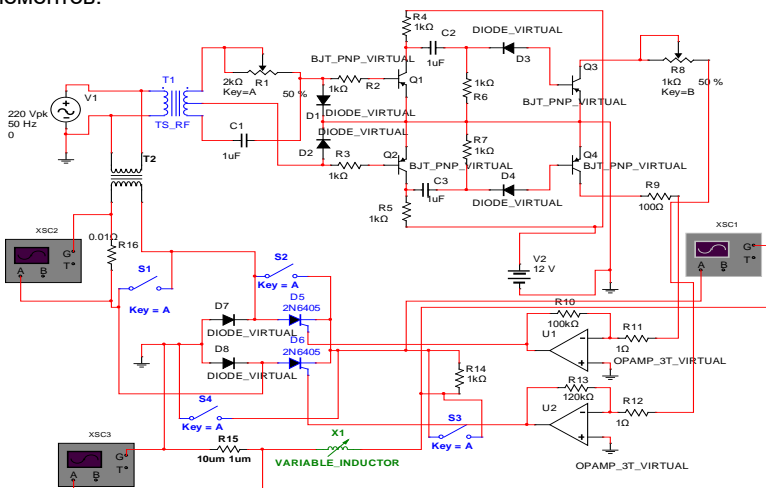 R4
1kΩ
C2
1uF
DIODE_VIRTUAL
D3
BJT_PNP_VIRTUAL
Q1
Q3
R8
1kΩ
Key=B
50 %
V1
220 Vpk
50 Hz
0
T1
TS_RF
2kΩ
R1
Key=A
50 %
1kΩ
R2
1kΩ
R6
D1
DIODE_VIRTUAL
DIODE_VIRTUAL
D2
BJT_PNP_VIRTUAL
C1
1uF
R7
1kΩ
R3
1kΩ
Q2
BJT_PNP_VIRTUAL
Q4
BJT_PNP_VIRTUAL
T2
C3
1uF
D4
DIODE_VIRTUAL
R5
1kΩ
R9
100Ω
XSC2
G
T
A
B
0.01Ω
R16
XSC1
G
T
A
B
V2
12 V
S1
Key = A
S2
Key = A
D7
D5
2N6405
DIODE_VIRTUAL
D6
2N6405
D8
DIODE_VIRTUAL
R10
100kΩ
U1
R11
1Ω
OPAMP_3T_VIRTUAL
R14
1kΩ
R13
120kΩ
U2
R12
1Ω
OPAMP_3T_VIRTUAL
S4
Key = A
S3
Key = A
XSC3
G
T
A
B
R15
10um 1um
X1
VARIABLE_INDUCTOR